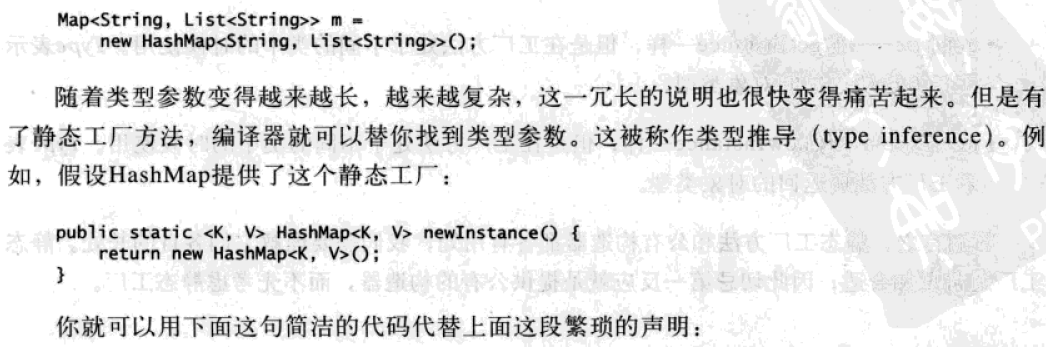 Map<String, List<String>> m =
new HashMap<String, List<String>>();
随着类型参数变得越来越长，越来越复杂，这一冗长的说明也很快变得痛苦起来。但是有
了静态工厂方法，编译器就可以替你找到类型参数。这被称作类型推导（type inference）。例
如，假设HashMap提供了这个静态工厂：
public static <K, V> HashMap<K, V> newInstance() {
return new HashMap<K, V>();
}
你就可以用下面这句简洁的代码代替上面这段繁琐的声明：